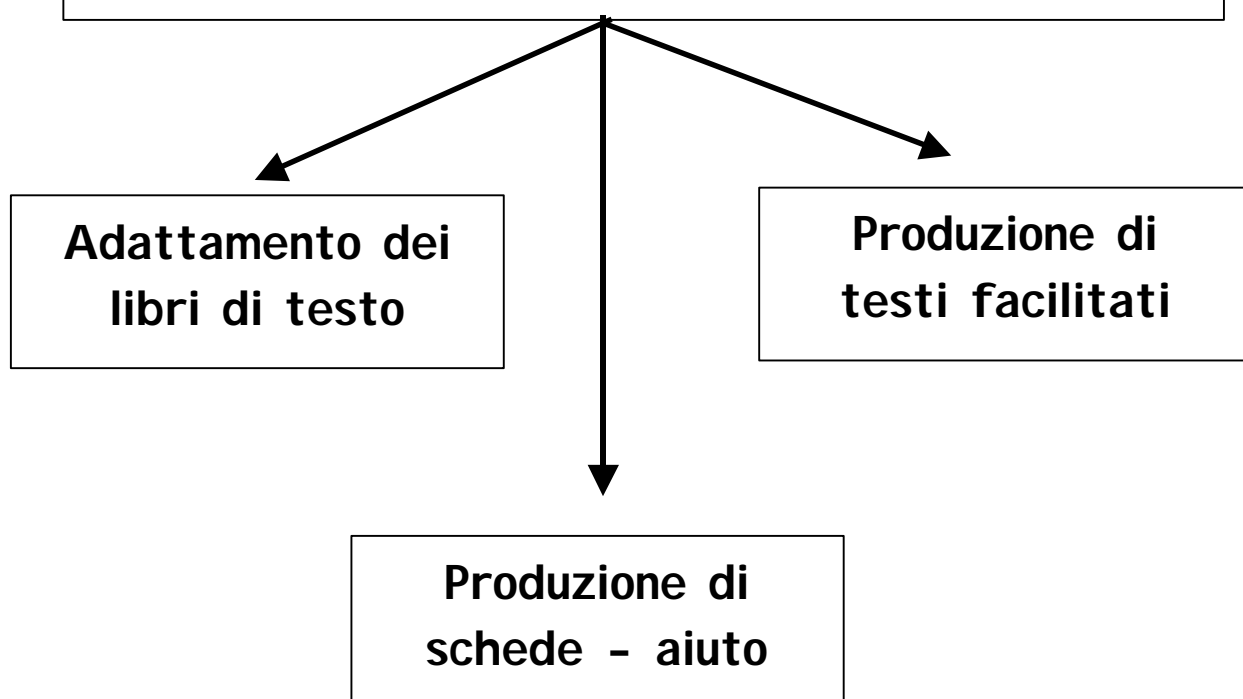 Adattamento dei
libri di testo
Produzione di
testi facilitati
Produzione di
schede - aiuto